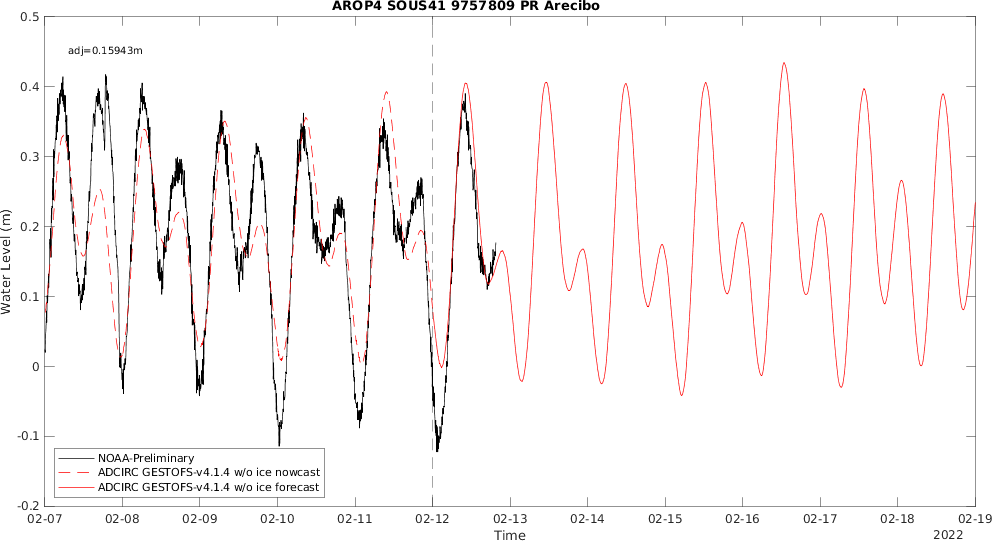 AROP4 SOUS41 9757809 PR Arecibo
adj=0.15943m
0.5
0.4
0.3
0.2
0.1
0
-0.1
-0.2
Water Level (m)
NOAA-Preliminary
ADCIRC GESTOFS-v4.1.4 w/o ice nowcast
ADCIRC GESTOFS-v4.1.4 w/o ice forecast
02-07 02-08 02-09 02-10 02-11 02-12 02-13 02-14 02-15 02-16 02-17 02-18 02-19
Time
2022